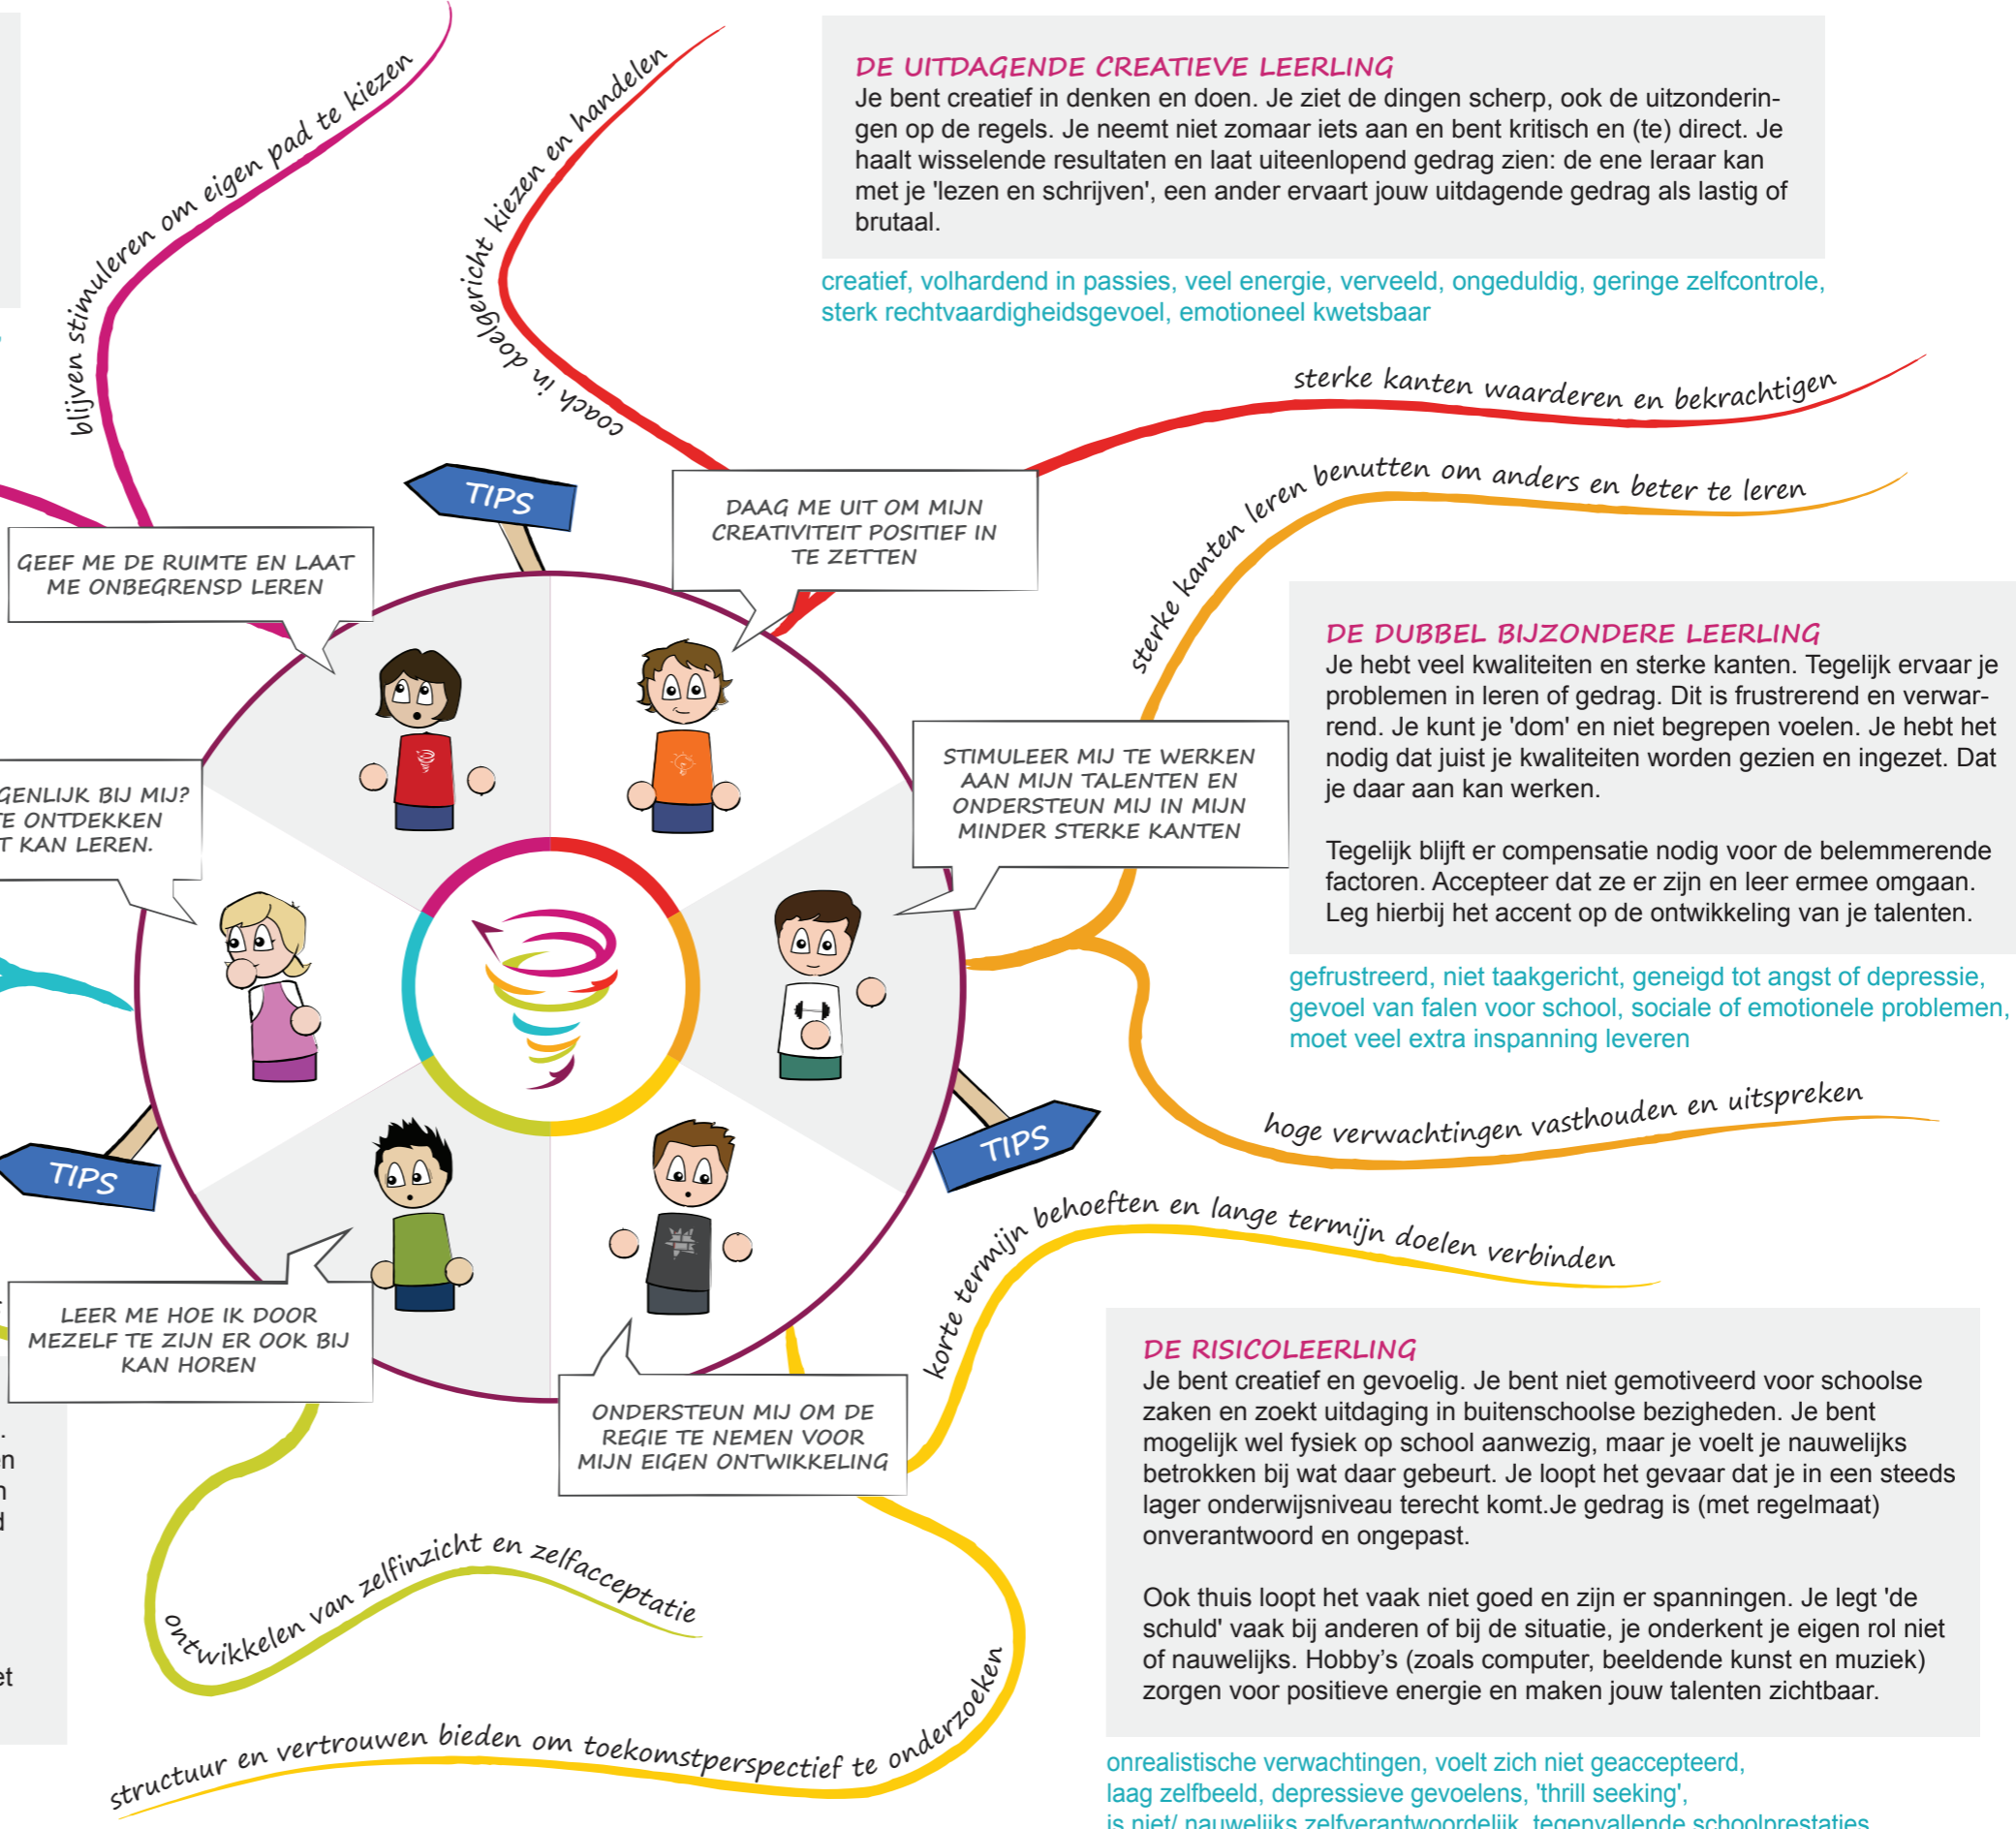 blijven stimuleren om eigen pad te kiezen
coach in doelgericht kiezen en handelen
DE UITDAGENDE CREATIEVE LEERLING
Je bent creatief in denken en doen. Je ziet de dingen scherp, ook de uitzonderin-
gen op de regels. Je neemt niet zomaar iets aan en bent kritisch en (te) direct. Je
haalt wisselende resultaten en laat uiteenlopend gedrag zien: de ene leraar kan
met je 'lezen en schrijven', een ander ervaart jouw uitdagende gedrag als lastig of
brutaal.
creatief, volhardend in passies, veel energie, verveeld, ongeduldig, geringe zelfcontrole,
sterk rechtvaardigheidsgevoel, emotioneel kwetsbaar
sterke kanten waarderen en bekrachtigen
sterke kanten leren benutten om anders en beter te leren
TIPS
DAAG ME UIT OM MIJN
CREATIVITEIT POSITIEF IN
TE ZETTEN
GEEF ME DE RUIMTE EN LAAT
ME ONBEGRENSD LEREN
DE DUBBEL BIJZONDERE LEERLING
Je hebt veel kwaliteiten en sterke kanten. Tegelijk ervaar je
problemen in leren of gedrag. Dit is frustrerend en verwar-
rend. Je kunt je 'dom' en niet begrepen voelen. Je hebt het
nodig dat juist je kwaliteiten worden gezien en ingezet. Dat
je daar aan kan werken.
Tegelijk blijft er compensatie nodig voor de belemmerende
factoren. Accepteer dat ze er zijn en leer ermee omgaan.
Leg hierbij het accent op de ontwikkeling van je talenten.
gefrustreerd, niet taakgericht, geneigd tot angst of depressie,
gevoel van falen voor school, sociale of emotionele problemen,
moet veel extra inspanning leveren
STIMULEER MIJ TE WERKEN
AAN MIJN TALENTEN EN
ONDERSTEUN MIJ IN MIJN
MINDER STERKE KANTEN
GENLIJK BIJ MIJ?
TE ONTDEKKEN
T KAN LEREN.
hoge verwachtingen vasthouden en uitspreken
TIPS
TIPS
korte termijn behoeften en lange termijn doelen verbinden
LEER ME HOE IK DOOR
MEZELF TE ZIJN ER OOK BIJ
KAN HOREN
ONDERSTEUN MIJ OM DE
REGIE TE NEMEN VOOR
MIJN EIGEN ONTWIKKELING
DE RISICOLEERLING
Je bent creatief en gevoelig. Je bent niet gemotiveerd voor schoolse
zaken en zoekt uitdaging in buitenschoolse bezigheden. Je bent
mogelijk wel fysiek op school aanwezig, maar je voelt je nauwelijks
betrokken bij wat daar gebeurt. Je loopt het gevaar dat je in een steeds
lager onderwijsniveau terecht komt.Je gedrag is (met regelmaat)
onverantwoord en ongepast.
Ook thuis loopt het vaak niet goed en zijn er spanningen. Je legt 'de
schuld' vaak bij anderen of bij de situatie, je onderkent je eigen rol niet
of nauwelijks. Hobby's (zoals computer, beeldende kunst en muziek)
zorgen voor positieve energie en maken jouw talenten zichtbaar.
onrealistische verwachtingen, voelt zich niet geaccepteerd,
laag zelfbeeld, depressieve gevoelens, 'thrill seeking',
is niet/ nauwelijks zelfverantwoordelijk, tegenvallende schoolprestaties
ontwikkelen van zelfinzicht en zelfacceptatie
structuur en vertrouwen bieden om toekomstperspectief te onderzoeken